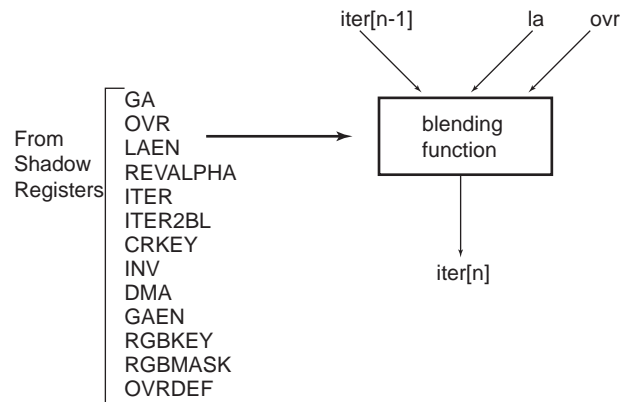 iter[n-1]
la
ovr
From
Shadow
Registers
GA
OVR
LAEN
REVALPHA
ITER
ITER2BL
CRKEY
INV
DMA
GAEN
RGBKEY
RGBMASK
OVRDEF
blending
function
iter[n]